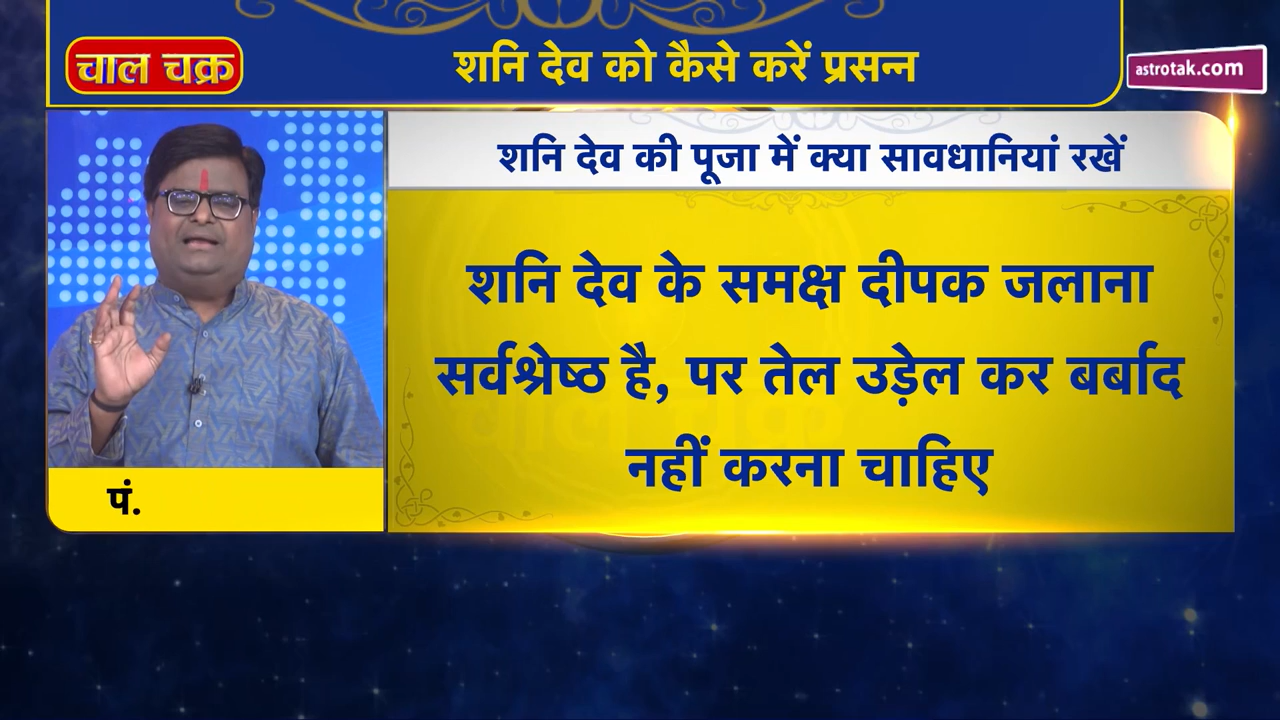 चाल चक्र
शनि देव को कैसे करें प्रसन्न
astrotak.com
शनि देव की पूजा में क्या सावधानियां रखें
शनि देव के समक्ष दीपक जलाना
सर्वश्रेष्ठ है, पर तेल उड़ेल कर बर्बाद
नहीं करना चाहिए
पं.